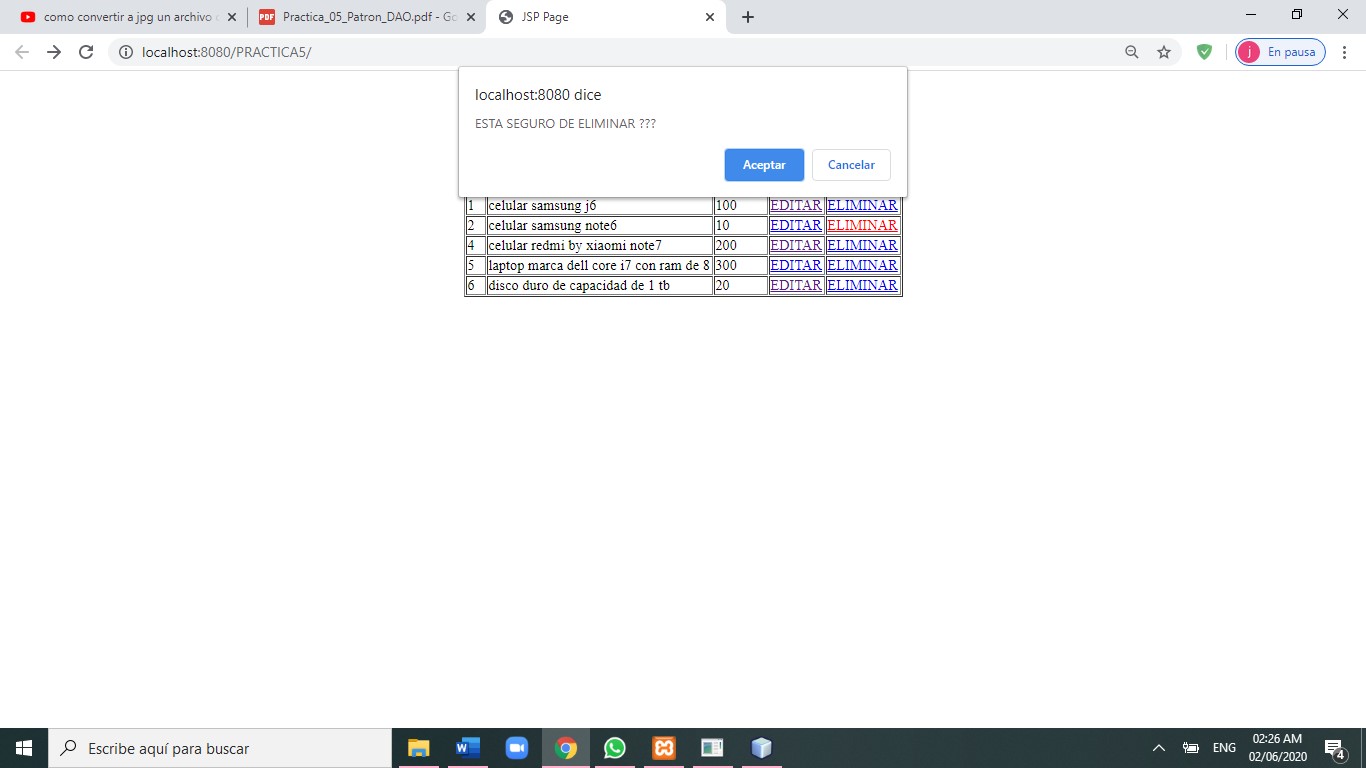 como convertir a jpg un archivo
Practica_05_Patron_DAO.pdf - Go
JSP Page
localhost:8080/PRACTICA5/
j En pausa
localhost:8080 dice
ESTA SEGURO DE ELIMINAR ???
Aceptar Cancelar
1 celular samsung j6 100 EDITAR ELIMINAR
2 celular samsung note6 10 EDITAR ELIMINAR
4 celular redmi by xiaomi note7 200 EDITAR ELIMINAR
5 laptop marca dell core i7 con ram de 8 300 EDITAR ELIMINAR
6 disco duro de capacidad de 1 tb 20 EDITAR ELIMINAR
Escribe aquí para buscar
ENG
02:26 AM
02/06/2020
4